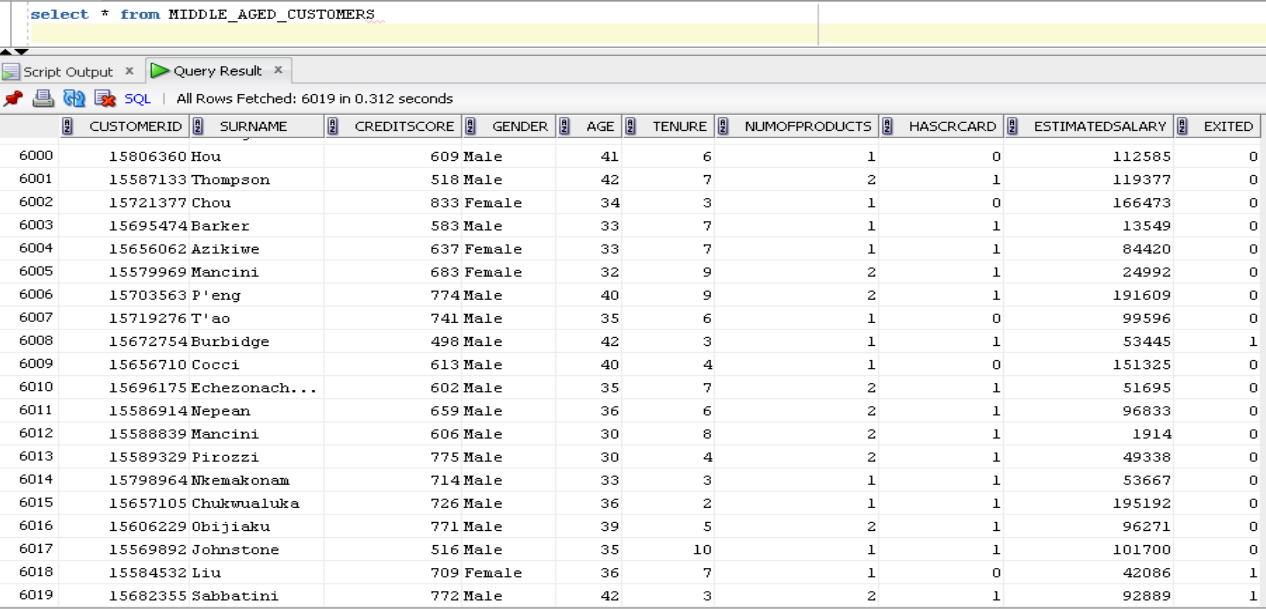 select * from MIDDLE_AGED_CUSTOMERS
Script Output × Query Result ×
SQL | All Rows Fetched: 6019 in 0.312 seconds
CUSTOMERID SURNAME CREDITSCORE GENDER AGE TENURE NUMOFPRODUCTS HASCRCARD ESTIMATEDSALARY EXITED
6000 15806360 Hou 609 Male 41 6 1 0 112585 0
6001 15587133 Thompson 518 Male 42 7 2 1 119377 0
6002 15721377 Chou 833 Female 34 3 1 0 166473 0
6003 15695474 Barker 583 Male 33 7 1 1 13549 0
6004 15656062 Azikiwe 637 Female 33 7 1 1 84420 0
6005 15579969 Mancini 683 Female 32 9 2 1 24992 0
6006 15703563 P'eng 774 Male 40 9 2 1 191609 0
6007 15719276 T'ao 741 Male 35 6 1 0 99596 0
6008 15672754 Burbidge 498 Male 42 3 1 1 53445 1
6009 15656710 Cocci 613 Male 40 4 1 0 151325 0
6010 15696175 Echezonach... 602 Male 35 7 2 1 51695 0
6011 15586914 Nepean 659 Male 36 6 2 1 96833 0
6012 15588839 Mancini 606 Male 30 8 2 1 1914 0
6013 15589329 Pirozzi 775 Male 30 4 2 1 49338 0
6014 15798964 Nkemakonam 714 Male 33 3 1 1 53667 0
6015 15657105 Chukwualuka 726 Male 36 2 1 1 195192 0
6016 15606229 Obijiaku 771 Male 39 5 2 1 96271 0
6017 15569892 Johnstone 516 Male 35 10 1 1 101700 0
6018 15584532 Liu 709 Female 36 7 1 0 42086 1
6019 15682355 Sabbatini 772 Male 42 3 2 1 92889 1